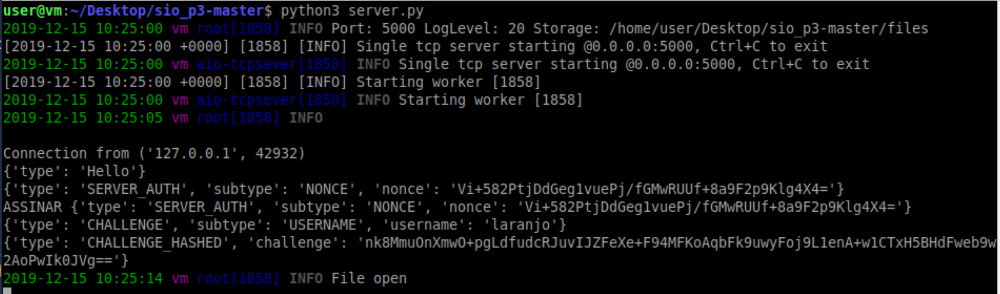 user@vm:~/Desktop/sio_p3-master$ python3 server.py
2019-12-15 10:25:00 vm root[1858] INFO Port: 5000 LogLevel: 20 Storage: /home/user/Desktop/sio_p3-master/files
[2019-12-15 10:25:00 +0000] [1858] [INFO] Single tcp server starting @0.0.0.0:5000, Ctrl+C to exit
2019-12-15 10:25:00 vm aio-tcpsever[1858] INFO Single tcp server starting @0.0.0.0:5000, Ctrl+C to exit
[2019-12-15 10:25:00 +0000] [1858] [INFO] Starting worker [1858]
2019-12-15 10:25:00 vm aio-tcpsever[1858] INFO Starting worker [1858]
2019-12-15 10:25:05 vm root[1858] INFO
Connection from ('127.0.0.1', 42932)
{'type': 'Hello'}
{'type': 'SERVER_AUTH', 'subtype': 'NONCE', 'nonce': 'Vi+582PtjDdGeg1vuePj/fGMwRUUf+8a9F2p9Klg4X4='}
ASSINAR {'type': 'SERVER_AUTH', 'subtype': 'NONCE', 'nonce': 'Vi+582PtjDdGeg1vuePj/fGMwRUUf+8a9F2p9Klg4X4='}
{'type': 'CHALLENGE', 'subtype': 'USERNAME', 'username': 'laranjo'}
{'type': 'CHALLENGE_HASHED', 'challenge': 'nk8MmuOnXmwO+pgLdfudcRJuvIJZFeXe+F94MFKoAqbFk9uwyFoj9L1enA+w1CTxH5BHdFweb9w
2AoPwIk0JVg=='}
2019-12-15 10:25:14 vm root[1858] INFO File open